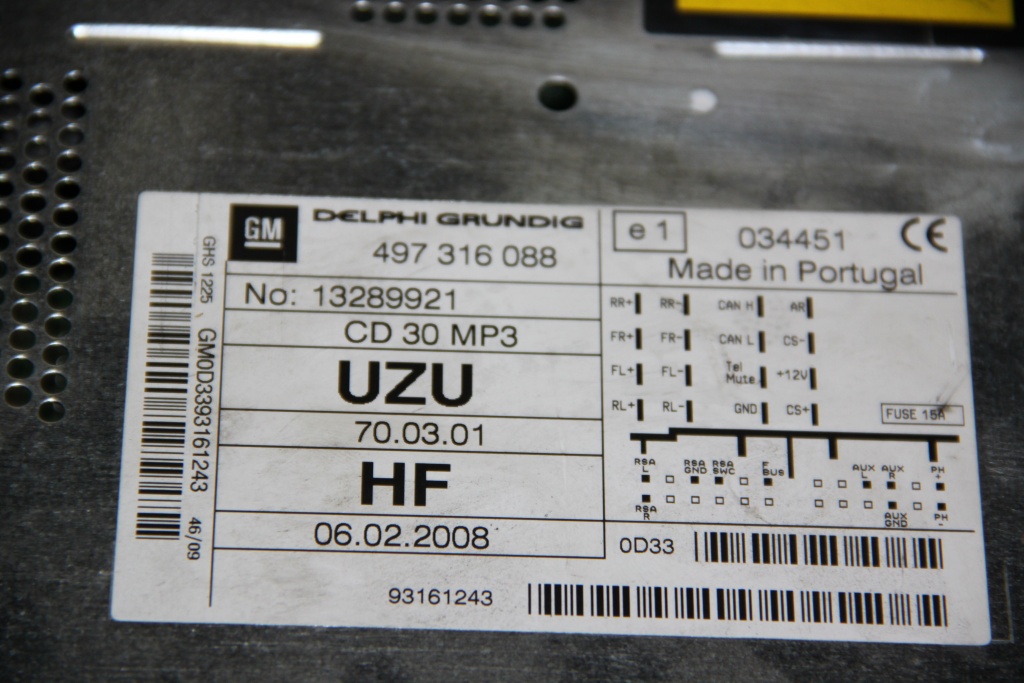 GM DELPHI GRUNDIG
497 316 088
No: 13289921
CD 30 MP3
UZU
70.03.01
HF
06.02.2008
e 1 034451 CE
Made in Portugal
RR+ RR- CAN H AR
FR+ FR- CAN L CS-
FL+ FL- Tel Mute +12V
RL+ RL- GND CS+
FUSE 15A
RSA L RSA GND RSA SWC F BUS AUX L AUX R PH +
RSA R AUX GND PH -
0D33
93161243
GHS 1225 GM0D3393161243 46/09